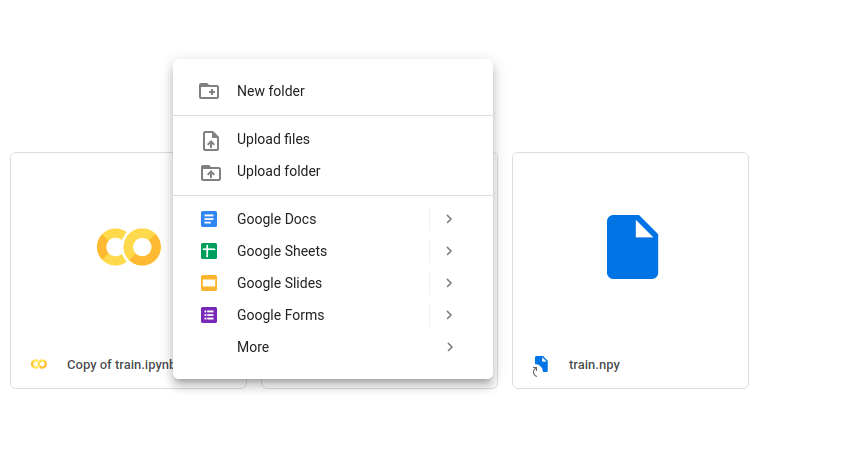 New folder
Upload files
Upload folder
Google Docs
Google Sheets
Google Slides
Google Forms
More
Copy of train.ipynb
train.npy